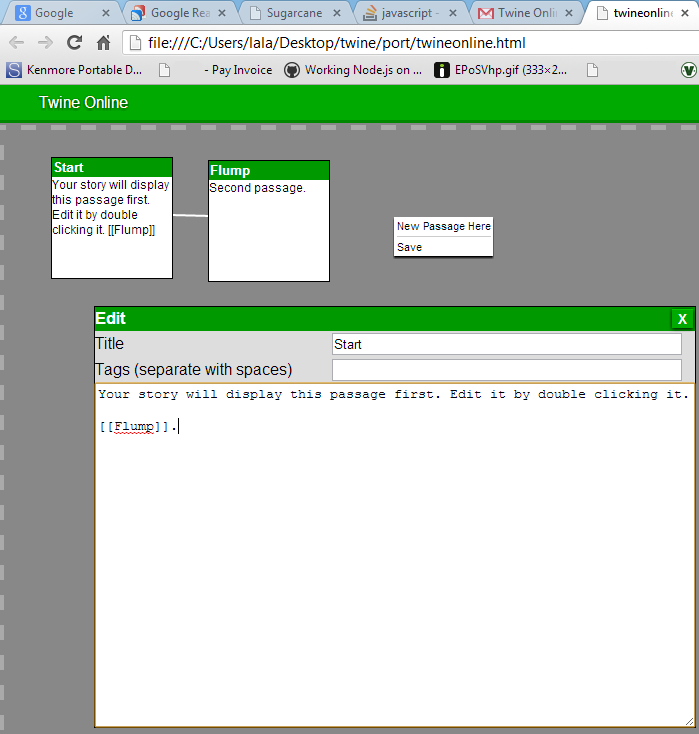 Google
Google Rea
Sugarcane
javascript -
Twine Onli
twineonline
file:///C:/Users/lala/Desktop/twine/port/twineonline.html
S Kenmore Portable D...
- Pay Invoice
Working Node.js on ...
EPoSVhp.gif (333×2...
Twine Online
Start
Your story will display
this passage first.
Edit it by double
clicking it. [[Flump]]
Flump
Second passage.
New Passage Here
Save
Edit
X
Title
Start
Tags (separate with spaces)
Your story will display this passage first. Edit it by double clicking it.
[[Flump]].